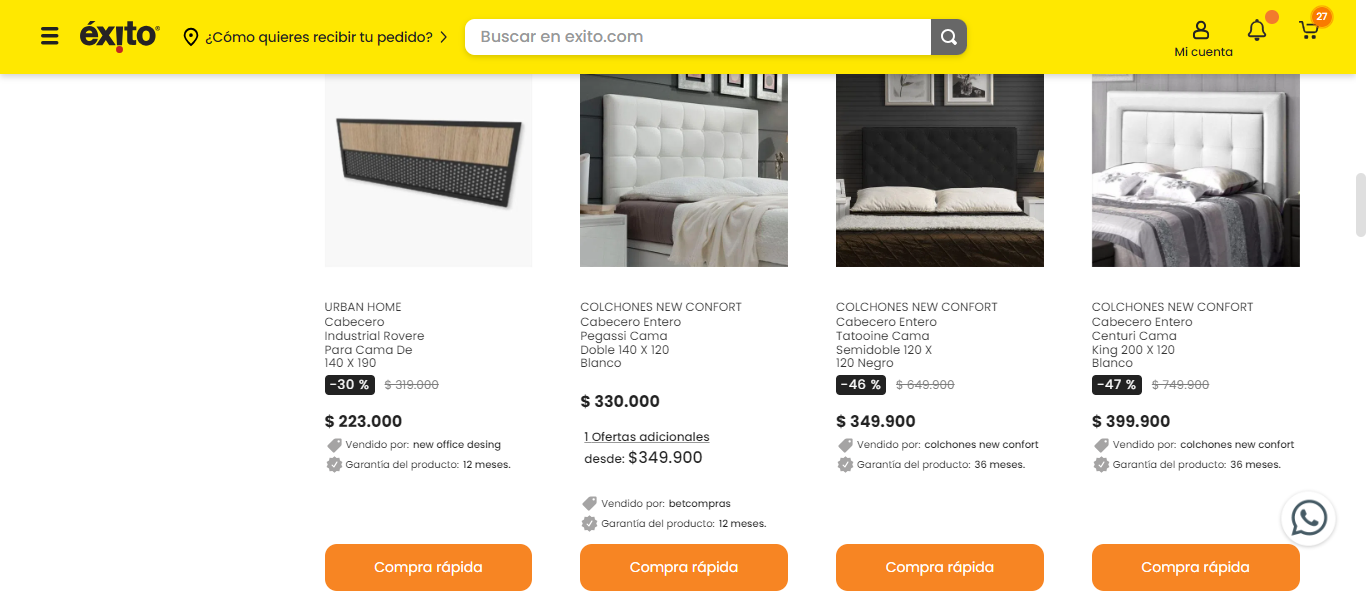 éxito
¿Cómo quieres recibir tu pedido?
Buscar en exito.com
Mi cuenta
27
URBAN HOME
Cabecero
Industrial Rovere
Para Cama De
140 X 190
-30 % $ 319.000
$ 223.000
Vendido por: new office desing
Garantía del producto: 12 meses.
Compra rápida
COLCHONES NEW CONFORT
Cabecero Entero
Pegassi Cama
Doble 140 X 120
Blanco
$ 330.000
1 Ofertas adicionales
desde: $349.900
Vendido por: betcompras
Garantía del producto: 12 meses.
Compra rápida
COLCHONES NEW CONFORT
Cabecero Entero
Tatooine Cama
Semidoble 120 X
120 Negro
-46 % $ 649.900
$ 349.900
Vendido por: colchones new confort
Garantía del producto: 36 meses.
Compra rápida
COLCHONES NEW CONFORT
Cabecero Entero
Centuri Cama
King 200 X 120
Blanco
-47 % $ 749.900
$ 399.900
Vendido por: colchones new confort
Garantía del producto: 36 meses.
Compra rápida